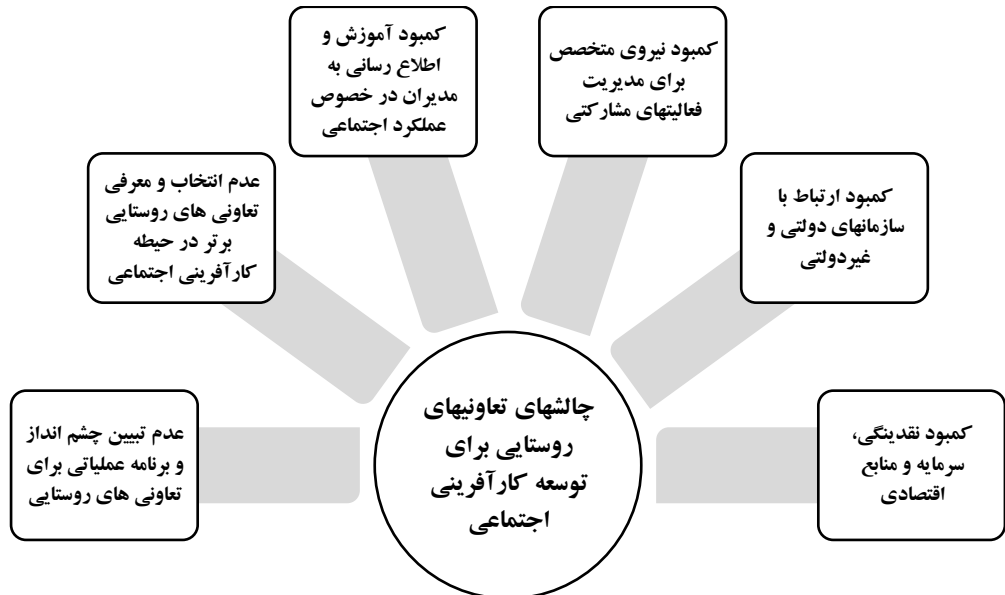 کمبود آموزش و
اطلاع رسانی به
مدیران در خصوص
عملکرد اجتماعی
کمبود نیروی متخصص
برای مدیریت
فعالیتهای مشارکتی
عدم انتخاب و معرفی
تعاونی های روستایی
برتر در حیطه
کارآفرینی اجتماعی
کمبود ارتباط با
سازمانهای دولتی و
غیردولتی
عدم تبیین چشم انداز
و برنامه عملیاتی برای
تعاونی های روستایی
چالشهای تعاونیهای
روستایی برای
توسعه کارآفرینی
اجتماعی
کمبود نقدینگی،
سرمایه و منابع
اقتصادی